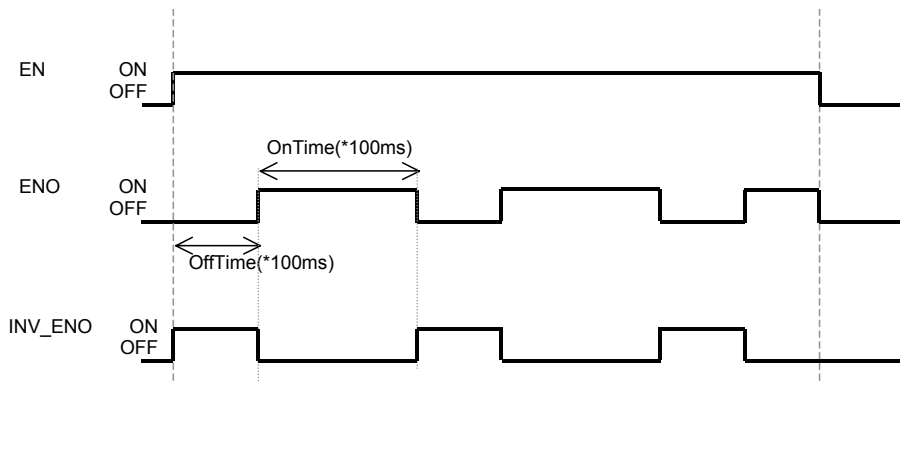 EN ON
OFF
OnTime(*100ms)
ENO ON
OFF
OffTime(*100ms)
INV_ENO ON
OFF